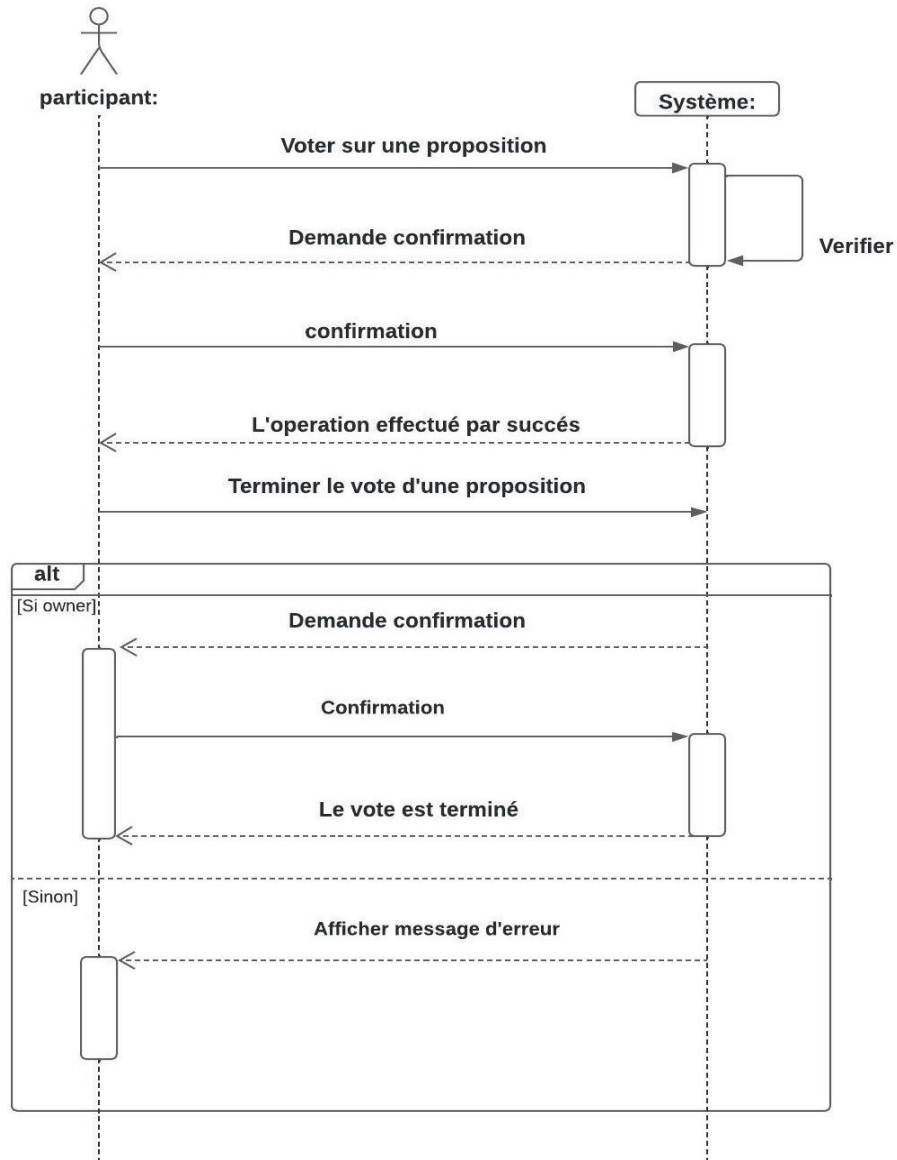 participant:
Système:
Voter sur une proposition
Demande confirmation
Verifier
confirmation
L'operation effectué par succés
Terminer le vote d'une proposition
alt
[Si owner]
Demande confirmation
Confirmation
Le vote est terminé
[Sinon]
Afficher message d'erreur